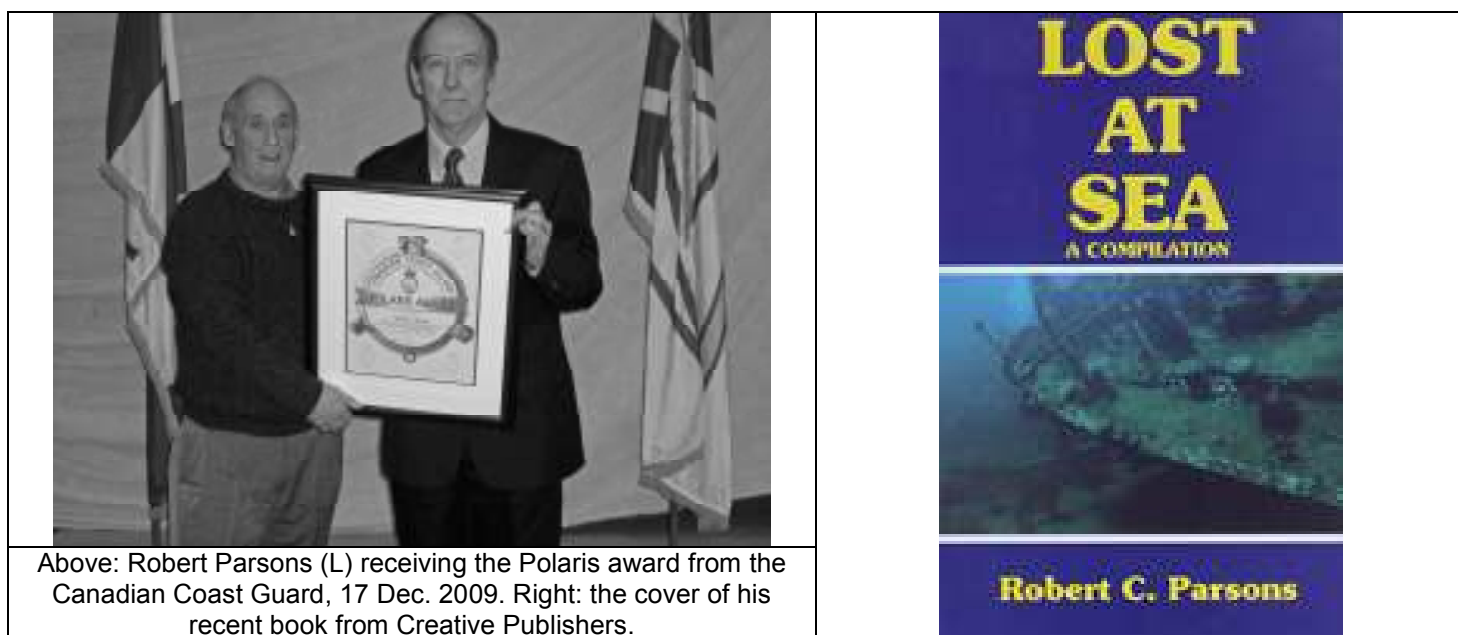 Above: Robert Parsons (L) receiving the Polaris award from the
Canadian Coast Guard, 17 Dec. 2009. Right: the cover of his
recent book from Creative Publishers.
LOST
AT
SEA
A COMPILATION
Robert C. Parsons